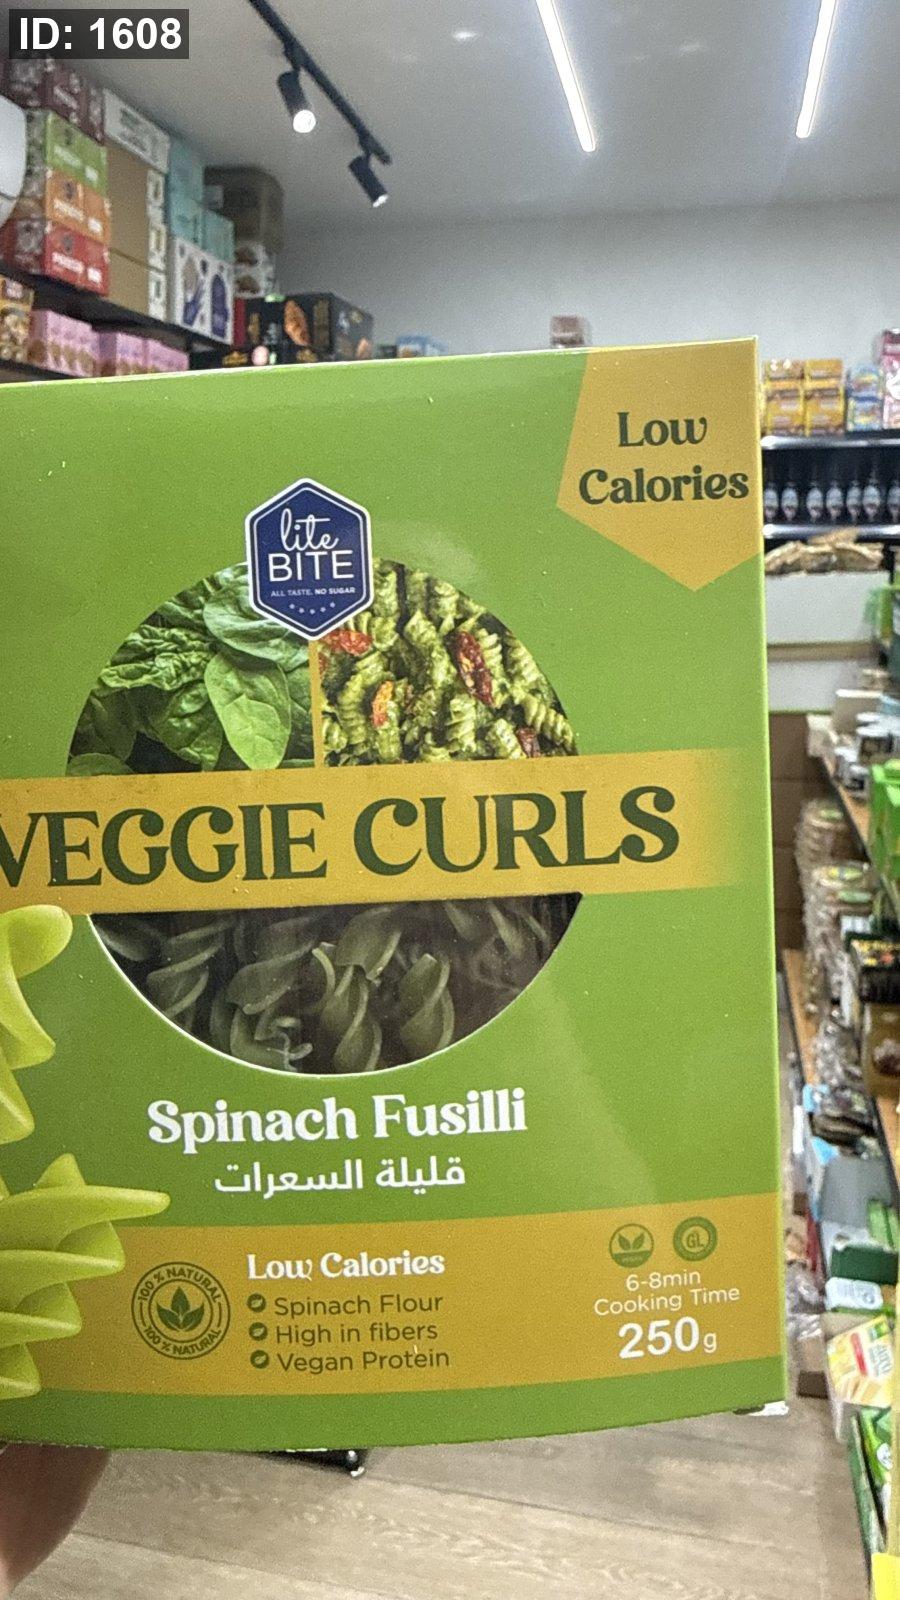 ID: 1608
Low
Calories
lite
BITE
ALL TASTE. NO SUGAR
VEGGIE CURLS
Spinach Fusilli
قليلة السعرات
100 % NATURAL
100 % NATURAL
Low Calories
Spinach Flour
High in fibers
Vegan Protein
VEGAN
GL
6-8min
Cooking Time
250g